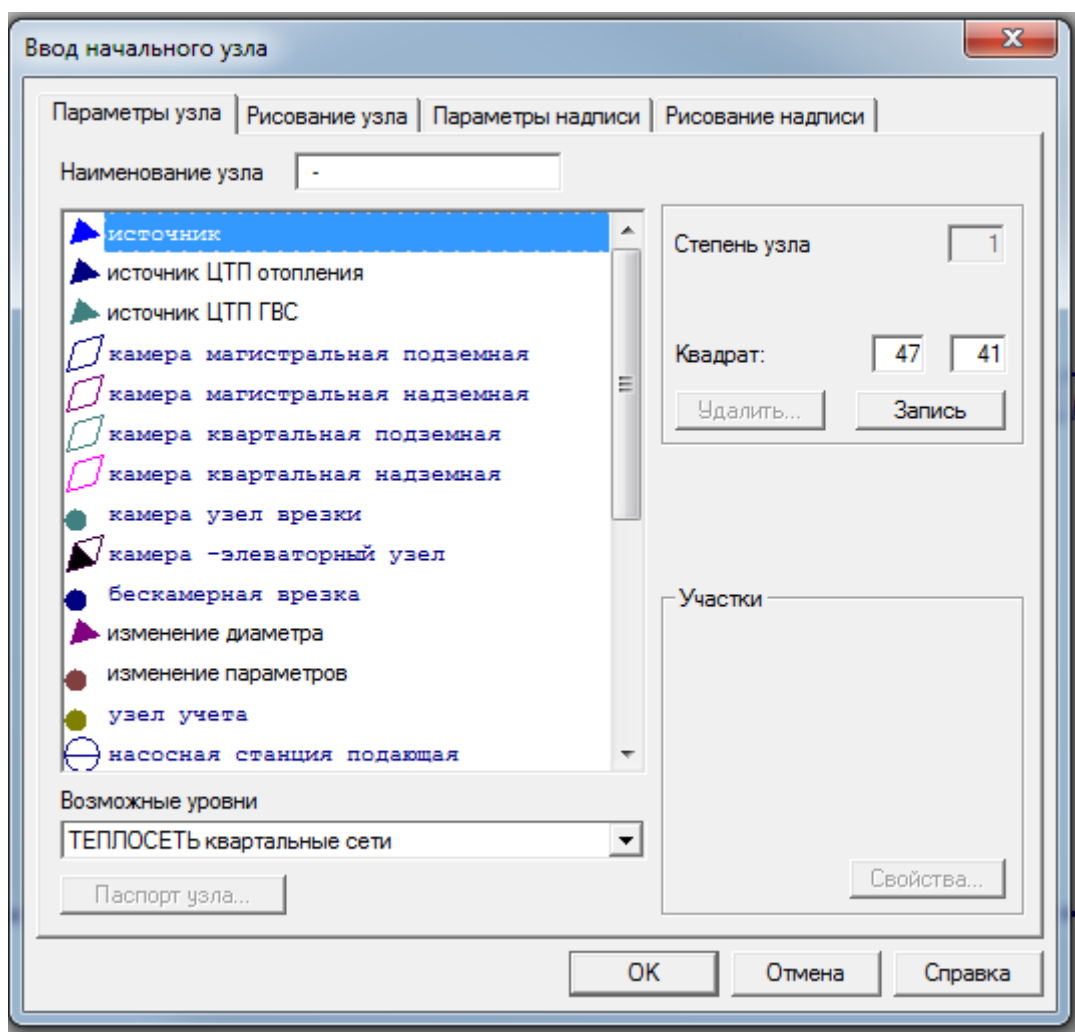 Ввод начального узла
Параметры узла
Рисование узла
Параметры надписи
Рисование надписи
Наименование узла -
источник
источник ЦТП отопления
источник ЦТП ГВС
камера магистральная подземная
камера магистральная надземная
камера квартальная подземная
камера квартальная надземная
камера узел врезки
камера -элеваторный узел
бескамерная врезка
изменение диаметра
изменение параметров
узел учета
насосная станция подающая
Возможные уровни
ТЕПЛОСЕТЬ квартальные сети
Паспорт узла...
Степень узла 1
Квадрат: 47 41
Удалить... Запись
Участки
Свойства...
OK Отмена Справка